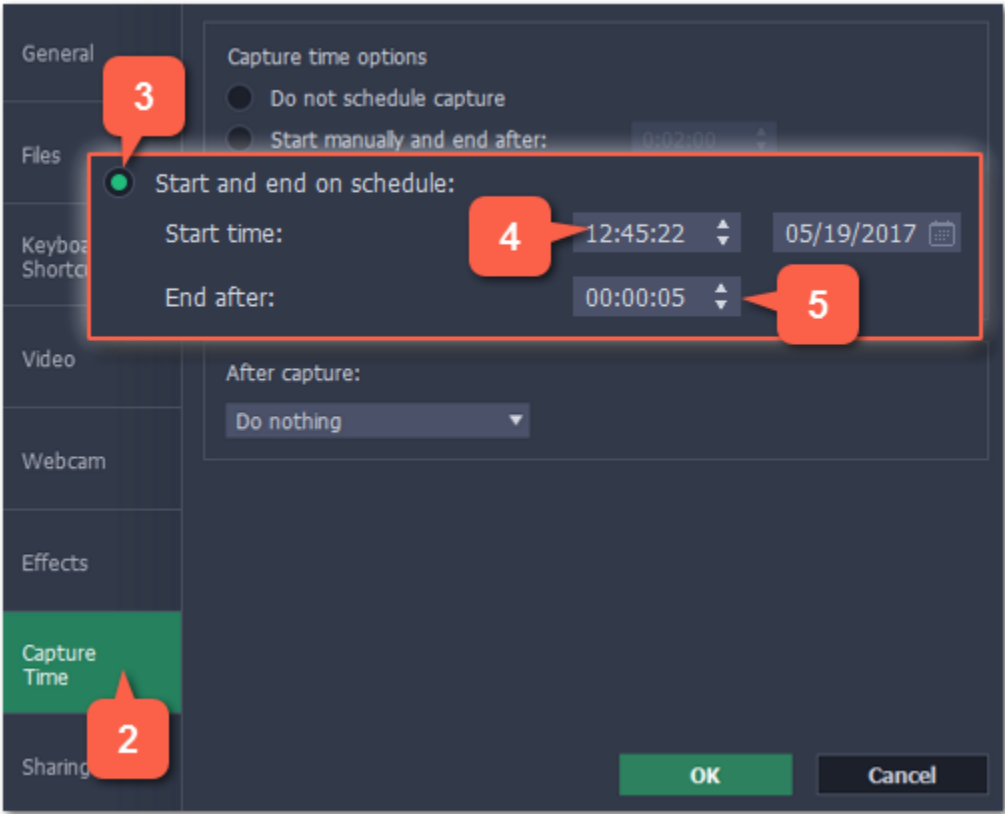 General
Files
Keyboa
Shortcu
Video
Webcam
Effects
Capture
Time
Sharing
Capture time options
Do not schedule capture
Start manually and end after: 0:02:00
3
Start and end on schedule:
Start time: 4 12:45:22 05/19/2017
End after: 00:00:05 5
After capture:
Do nothing
2
OK Cancel